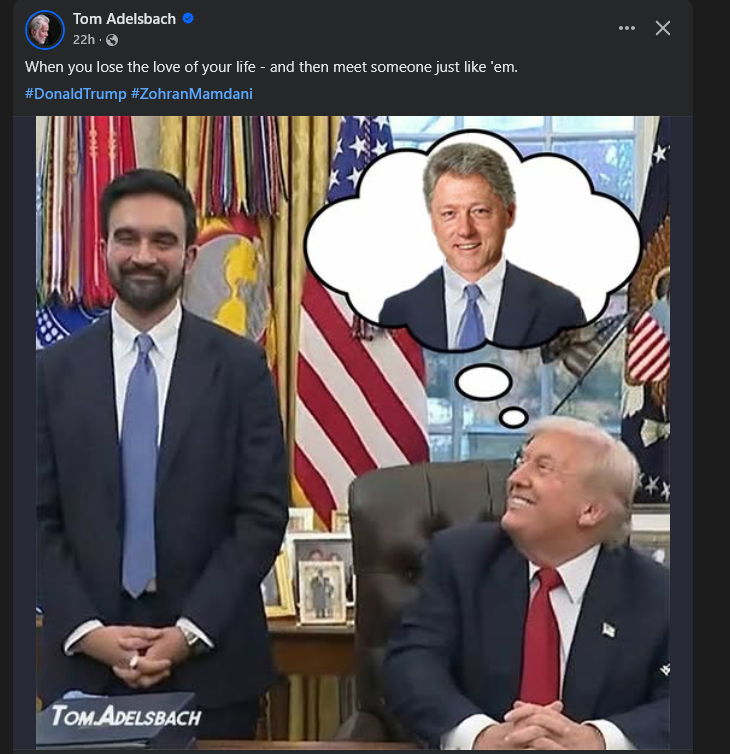 Tom Adelsbach
22h
When you lose the love of your life - and then meet someone just like 'em.
#DonaldTrump #ZohranMamdani
TOM.ADELSBACH